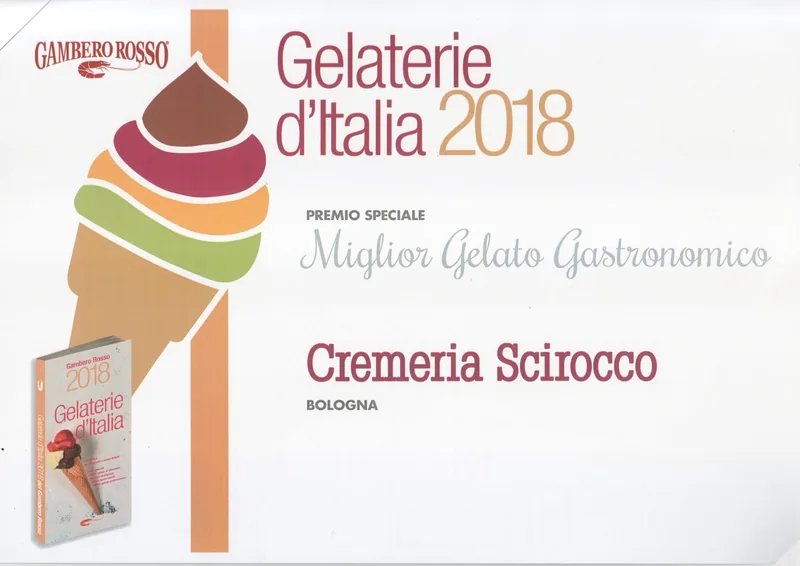 GAMBERO ROSSO®
Gelaterie
d'Italia 2018
PREMIO SPECIALE
Miglior Gelato Gastronomico
Cremeria Scirocco
BOLOGNA
Gambero Rosso
2018
Gelaterie
d'Italia